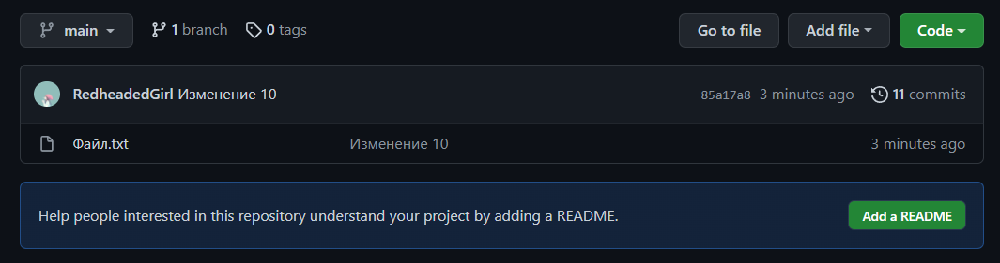 main 1 branch 0 tags Go to file Add file Code
RedheadedGirl Изменение 10 85a17a8 3 minutes ago 11 commits
Файл.txt Изменение 10 3 minutes ago
Help people interested in this repository understand your project by adding a README. Add a README